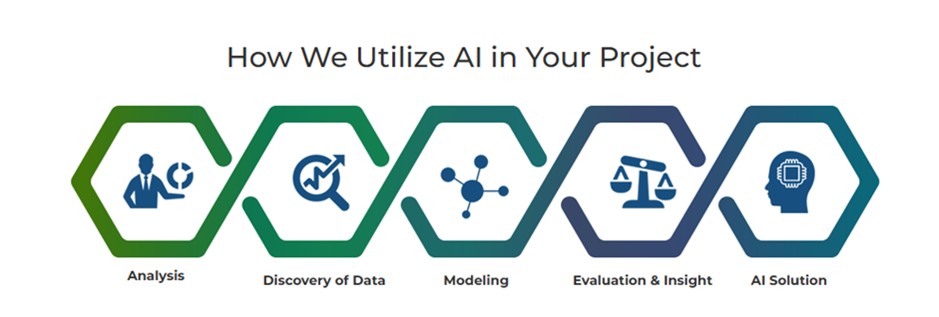 How We Utilize AI in Your Project
Analysis
Discovery of Data
Modeling
Evaluation & Insight
AI Solution